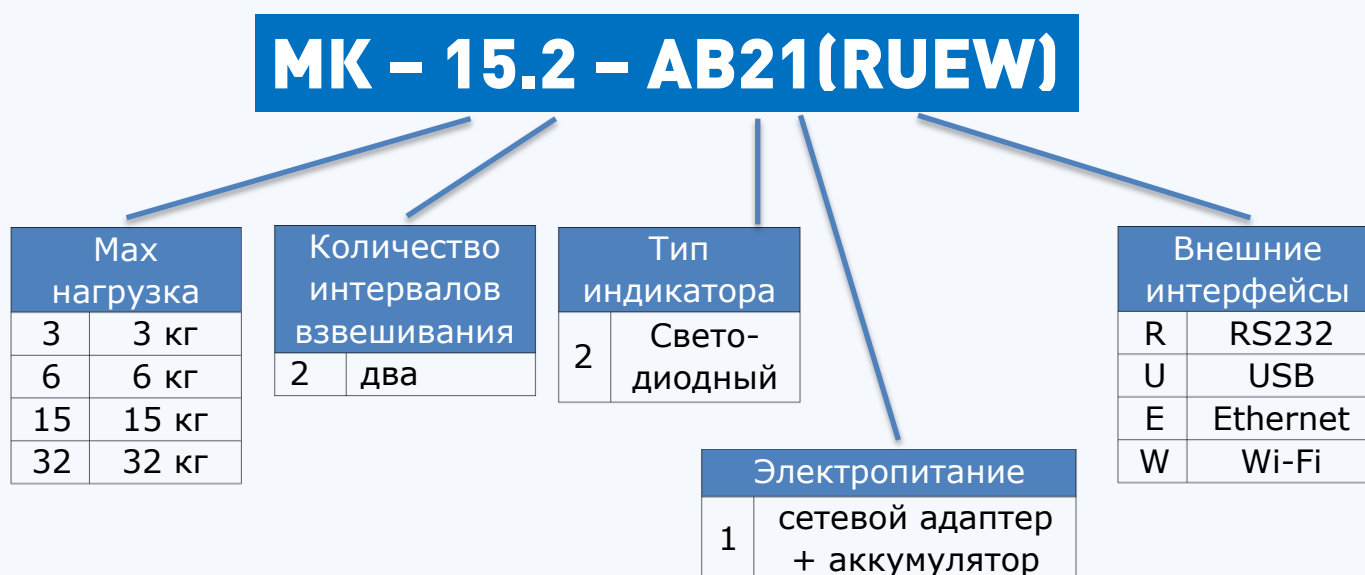 МК – 15.2 – АВ21(RUEW)
Мах
нагрузка
3 3 кг
6 6 кг
15 15 кг
32 32 кг
Количество
интервалов
взвешивания
2 два
Тип
индикатора
2 Свето-
диодный
Электропитание
1 сетевой адаптер
+ аккумулятор
Внешние
интерфейсы
R RS232
U USB
E Ethernet
W Wi-Fi